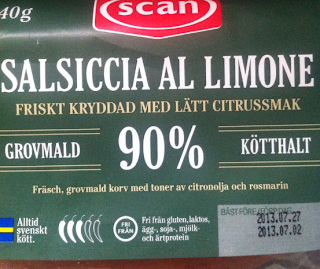 40g
scan
SALSICCIA AL LIMONE
FRISKT KRYDDAD MED LÄTT CITRUSSMAK
GROVMALD 90% KÖTTHALT
Fräsch, grovmald korv med toner av citronolja och rosmarin
Alltid
svenskt
kött.
FRI
FRÅN
Fri från gluten, laktos,
ägg-, soja-, mjölk-
och ärtprotein
BÄST FÖRE
2013.07.27
2013.07.02